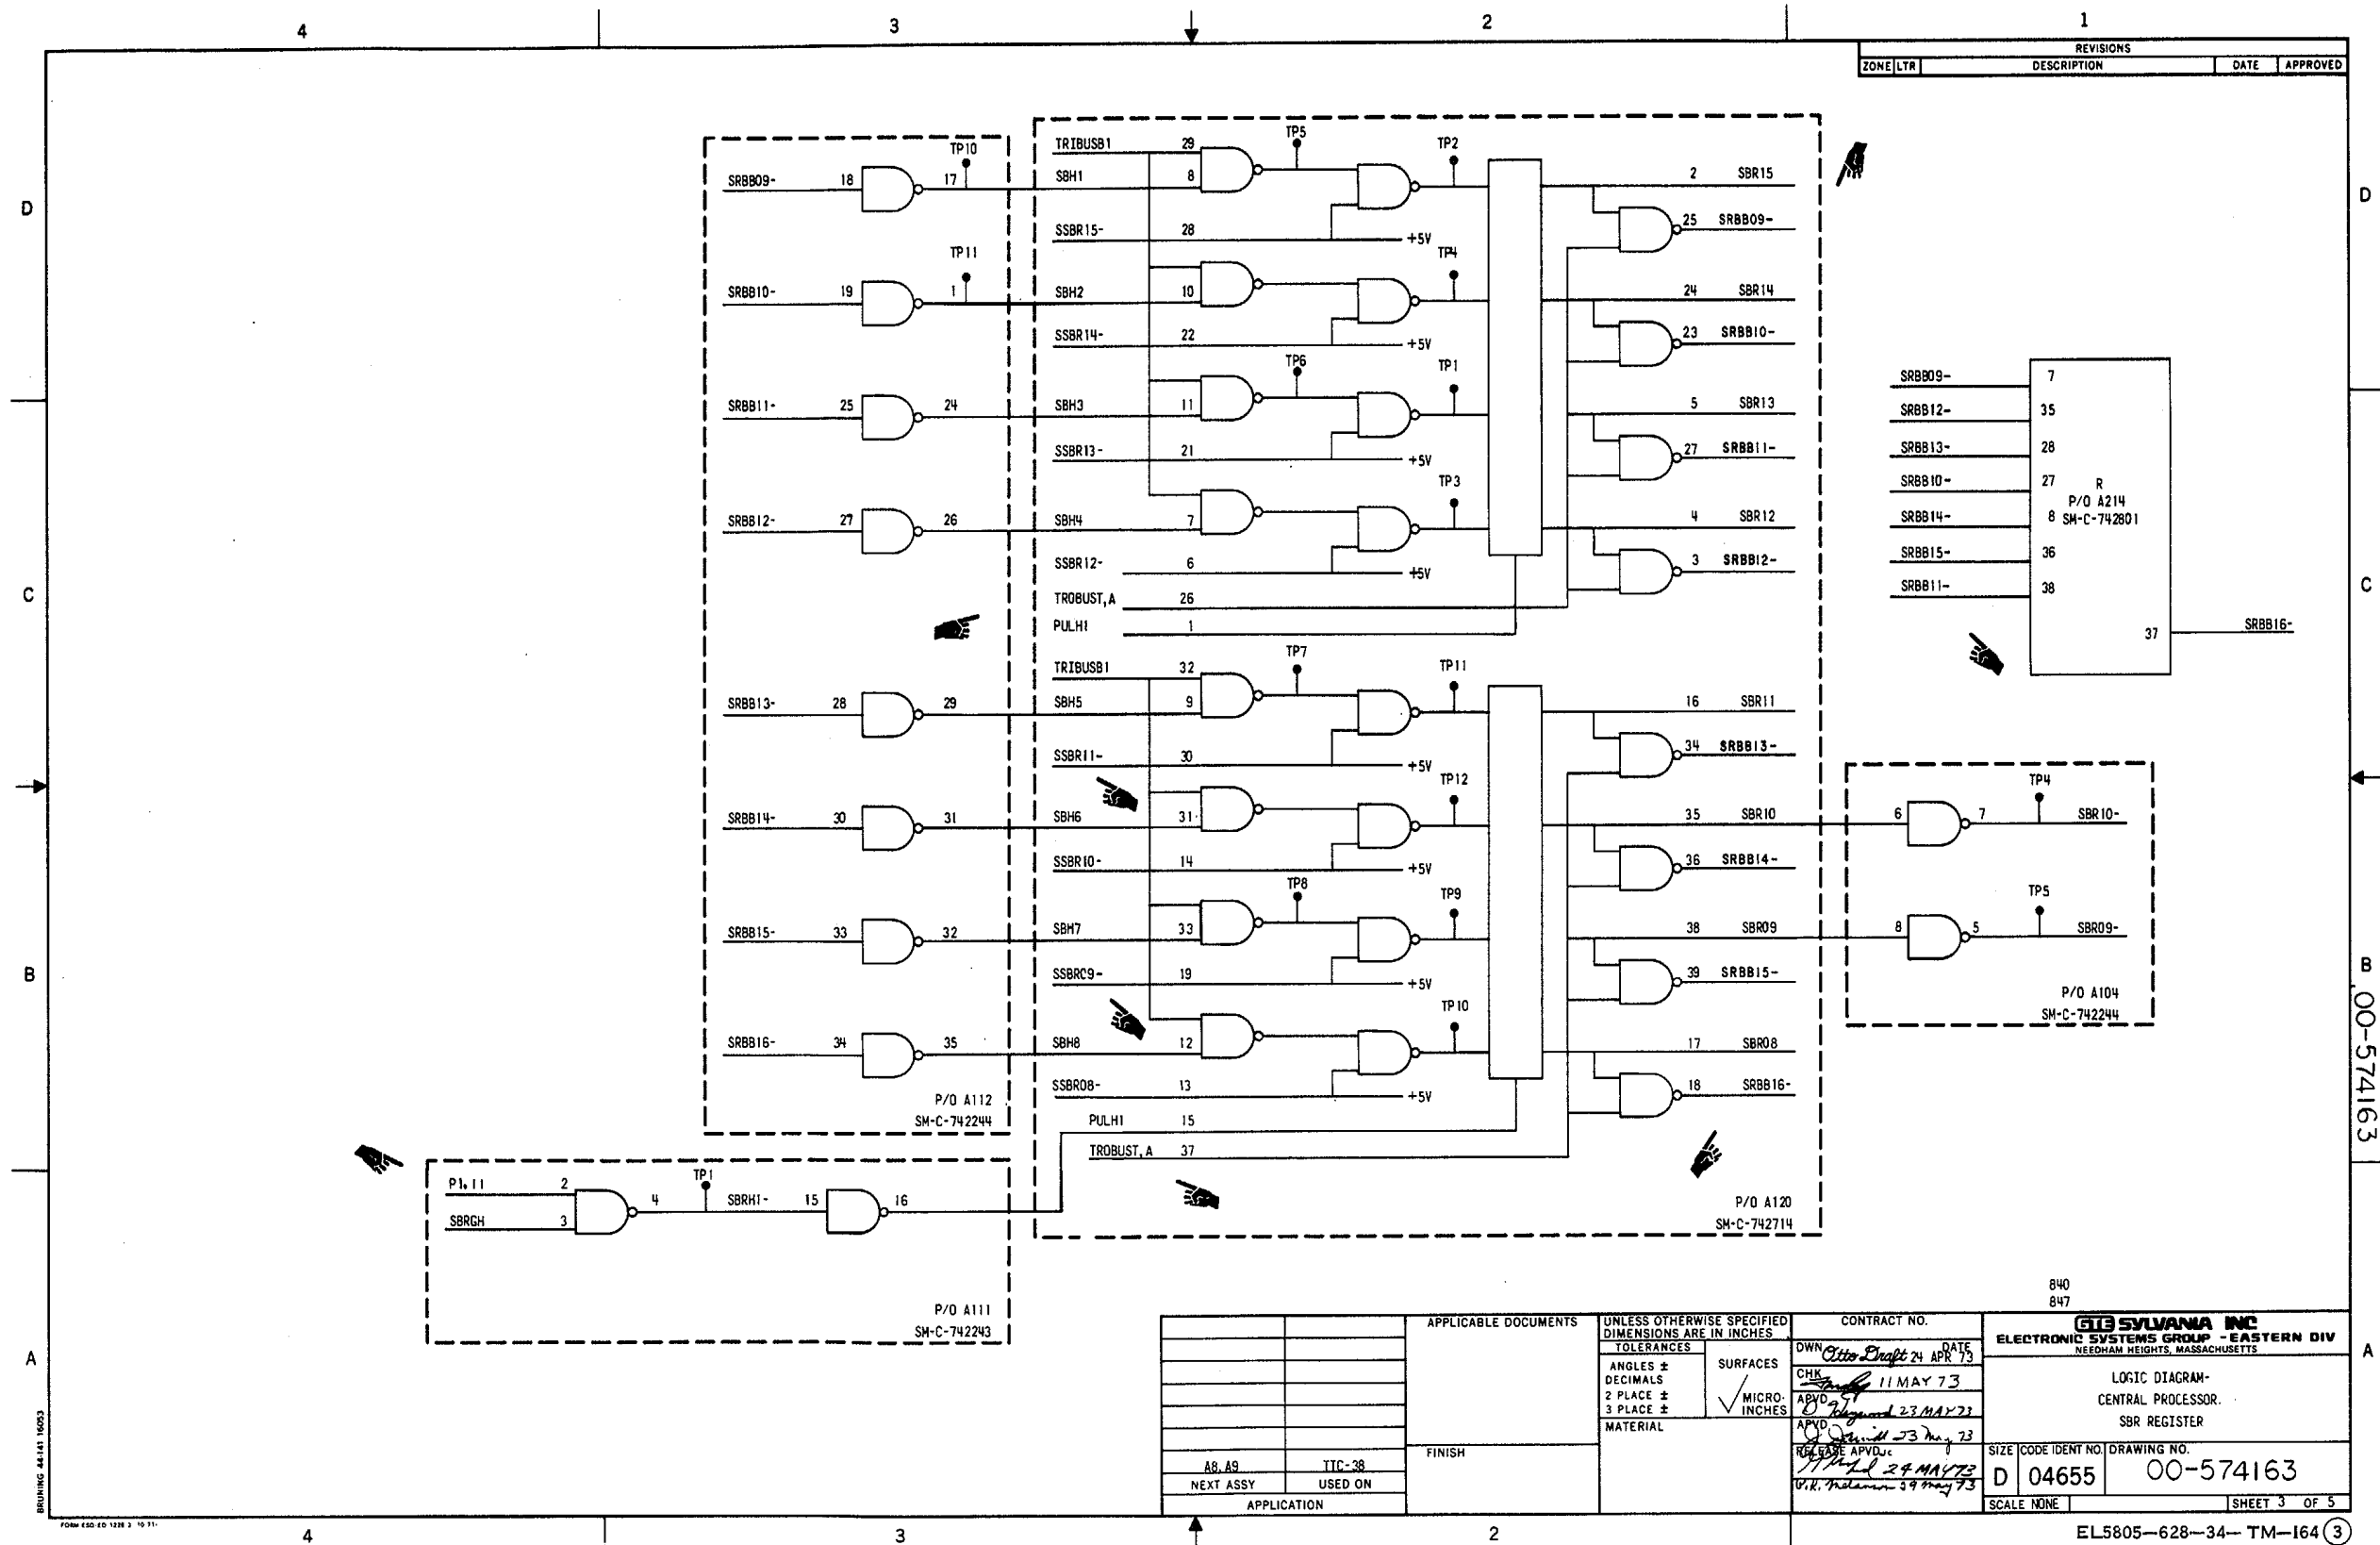 4 3 2 1
REVISIONS
ZONE LTR DESCRIPTION DATE APPROVED
D
C
B
A
D
C
B
A
TP10
SRBB09- 18 17
TP11
SRBB10- 19 1
SRBB11- 25 24
SRBB12- 27 26
SRBB13- 28 29
SRBB14- 30 31
SRBB15- 33 32
SRBB16- 34 35
P/O A112
SM-C-742244
TRIBUSB1 29 TP5 TP2
SBH1 8
2 SBR15
25 SRBB09-
SSBR15- 28 +5V
TP4
SBH2 10
24 SBR14
23 SRBB10-
SSBR14- 22 +5V
TP6 TP1
SBH3 11
5 SBR13
27 SRBB11-
SSBR13- 21 +5V
TP3
SBH4 7
4 SBR12
3 SRBB12-
SSBR12- 6 +5V
TROBUST,A 26
PULH1 1
TRIBUSB1 32 TP7 TP11
SBH5 9
16 SBR11
34 SRBB13-
SSBR11- 30 +5V
TP12
SBH6 31
35 SBR10
36 SRBB14-
SSBR10- 14 +5V
TP8 TP9
SBH7 33
38 SBR09
39 SRBB15-
SSBR09- 19 +5V
TP10
SBH8 12
17 SBR08
18 SRBB16-
SSBR08- 13 +5V
PULH1 15
TROBUST,A 37
P/O A120
SM-C-742714
SRBB09- 7
SRBB12- 35
SRBB13- 28
SRBB10- 27
SRBB14- 8
SRBB15- 36
SRBB11- 38
R
P/O A214
SM-C-742801
37 SRBB16-
TP4
6 7 SBR10-
TP5
8 5 SBR09-
P/O A104
SM-C-742244
P1.11 2
SBRGH 3
4 TP1 SBRH1- 15 16
P/O A111
SM-C-742243
00-574163
840
847
A8, A9 TTC-38
NEXT ASSY USED ON
APPLICATION
APPLICABLE DOCUMENTS
FINISH
UNLESS OTHERWISE SPECIFIED
DIMENSIONS ARE IN INCHES
TOLERANCES
ANGLES ±
DECIMALS
2 PLACE ±
3 PLACE ±
SURFACES
MICRO-
INCHES
MATERIAL
CONTRACT NO.
DWN Otto Draft 24 APR 73 DATE
CHK 11 MAY 73
APVD 23 MAY 73
APVD 23 May 73
RELEASE APVD 24 MAY 73
GTE SYLVANIA INC
ELECTRONIC SYSTEMS GROUP - EASTERN DIV
NEEDHAM HEIGHTS, MASSACHUSETTS
LOGIC DIAGRAM-
CENTRAL PROCESSOR.
SBR REGISTER
SIZE CODE IDENT NO. DRAWING NO.
D 04655 00-574163
SCALE NONE SHEET 3 OF 5
BRUNING 44-141 16053
4 3 2
EL5805-628-34-TM-164 3